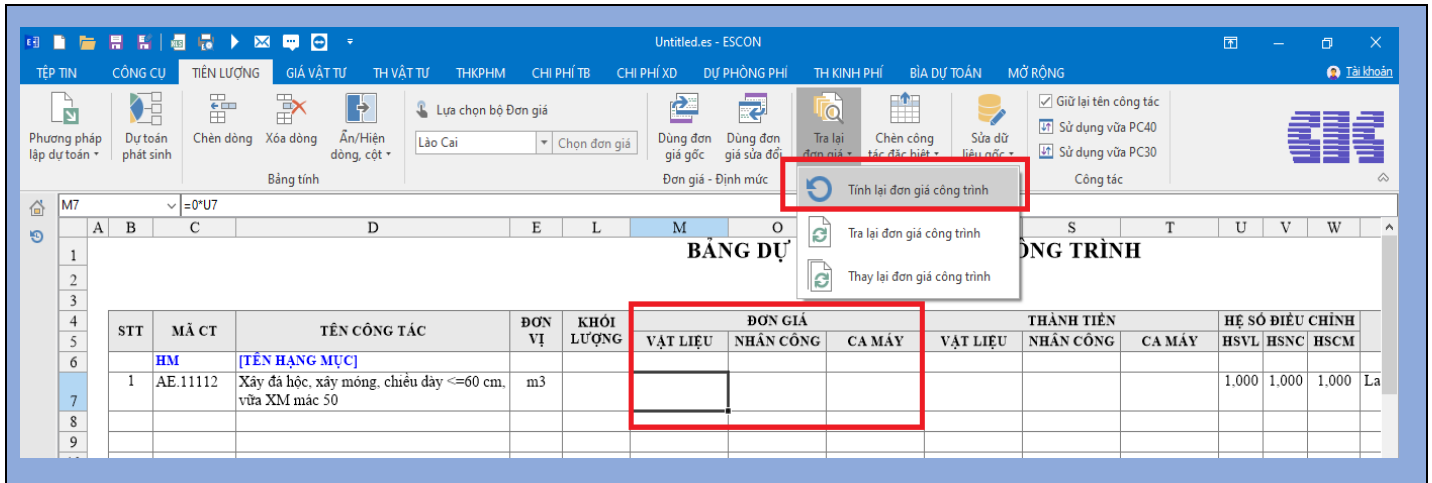 Untitled.es - ESCON
TỆP TIN CÔNG CỤ TIÊN LƯỢNG GIÁ VẬT TƯ TH VẬT TƯ THKPHM CHI PHÍ TB CHI PHÍ XD DỰ PHÒNG PHÍ TH KINH PHÍ BÌA DỰ TOÁN MỞ RỘNG Tài khoản
Phương pháp lập dự toán
Dự toán phát sinh
Chèn dòng
Xóa dòng
Ẩn/Hiện dòng, cột
Bảng tính
Lựa chọn bộ Đơn giá
Lào Cai
Chọn đơn giá
Dùng đơn giá gốc
Dùng đơn giá sửa đổi
Đơn giá - Định mức
Tra lại đơn giá
Chèn công tác đặc biệt
Sửa dữ liệu gốc
Giữ lại tên công tác
Sử dụng vữa PC40
Sử dụng vữa PC30
Công tác
CIC
Tính lại đơn giá công trình
Tra lại đơn giá công trình
Thay lại đơn giá công trình
M7 =0*U7
A B C D E L M O S T U V W
1 BẢNG DỰ ÔNG TRÌNH
2
3
4 STT MÃ CT TÊN CÔNG TÁC ĐƠN VỊ KHỐI LƯỢNG ĐƠN GIÁ THÀNH TIỀN HỆ SỐ ĐIỀU CHỈNH
5 VẬT LIỆU NHÂN CÔNG CA MÁY VẬT LIỆU NHÂN CÔNG CA MÁY HSVL HSNC HSCM
6 HM [TÊN HẠNG MỤC]
7 1 AE.11112 Xây đá hộc, xây móng, chiều dày <=60 cm, m3 1,000 1,000 1,000 La
vữa XM mác 50
8
9